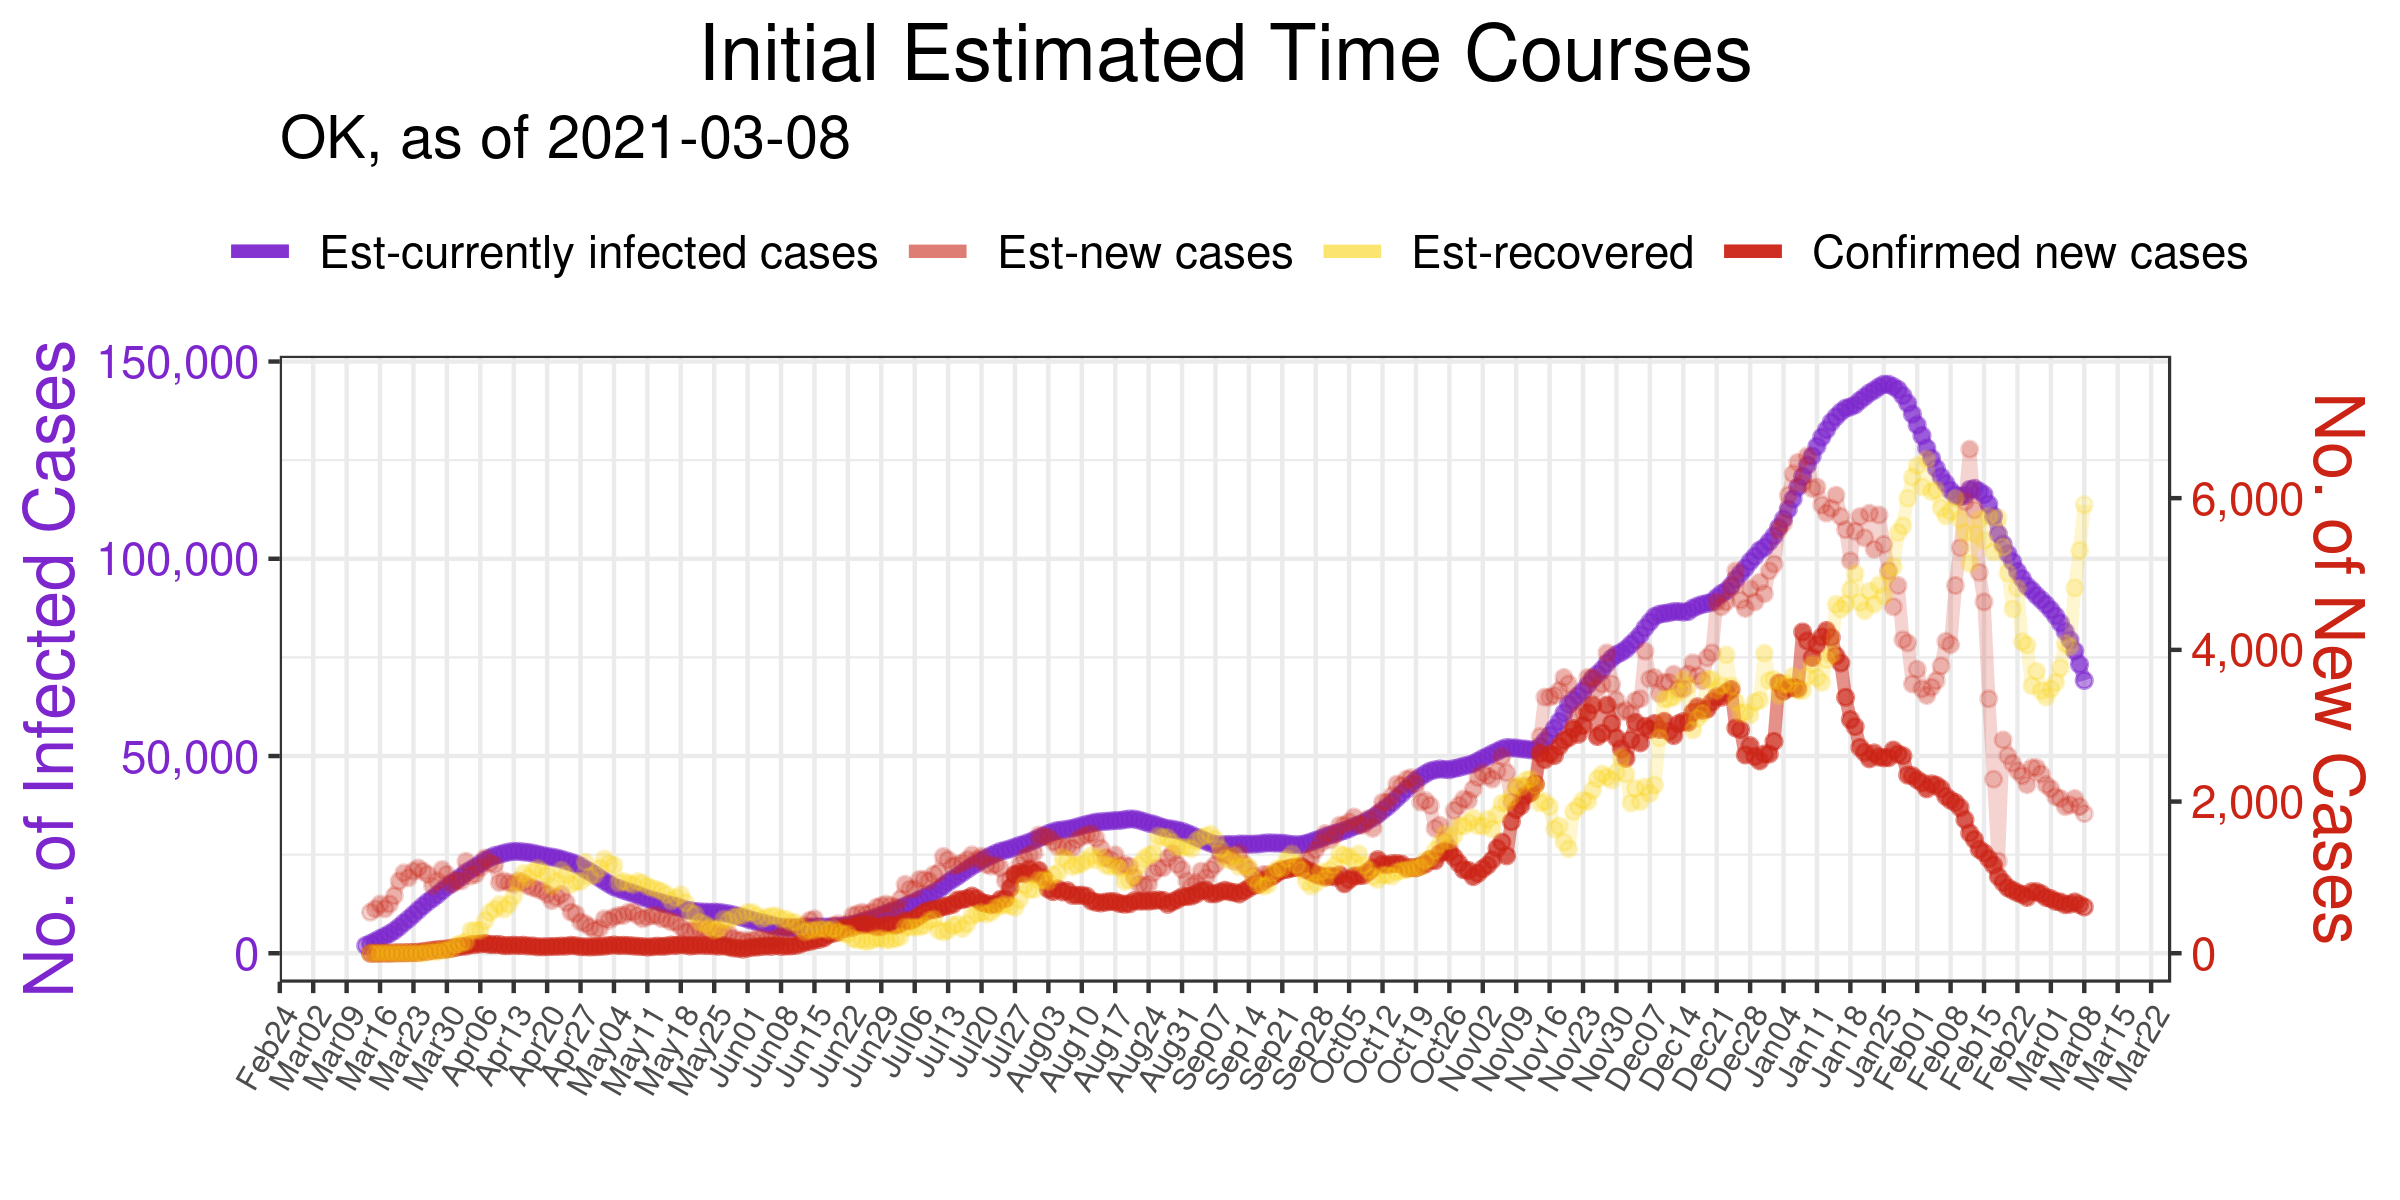 Initial Estimated Time Courses
OK, as of 2021-03-08
Est-currently infected cases Est-new cases Est-recovered Confirmed new cases
No. of Infected Cases
150,000
100,000
50,000
0
6,000
4,000
2,000
0
No. of New Cases
Feb24 Mar02 Mar09 Mar16 Mar23 Mar30 Apr06 Apr13 Apr20 Apr27 May04 May11 May18 May25 Jun01 Jun08 Jun15 Jun22 Jun29 Jul06 Jul13 Jul20 Jul27 Aug03 Aug10 Aug17 Aug24 Aug31 Sep07 Sep14 Sep21 Sep28 Oct05 Oct12 Oct19 Oct26 Nov02 Nov09 Nov16 Nov23 Nov30 Dec07 Dec14 Dec21 Dec28 Jan04 Jan11 Jan18 Jan25 Feb01 Feb08 Feb15 Feb22 Mar01 Mar08 Mar15 Mar22